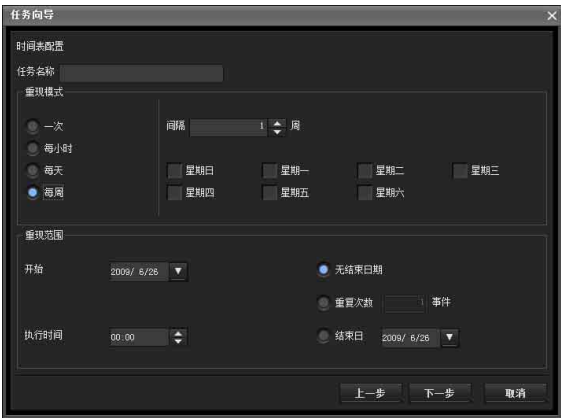 任务向导
时间表配置
任务名称
重现模式
一次 间隔 1 周
每小时
每天 星期日 星期一 星期二 星期三
每周 星期四 星期五 星期六
重现范围
开始 2009/ 6/26 无结束日期
重复次数 1 事件
执行时间 00:00 结束日 2009/ 6/26
上一步 下一步 取消